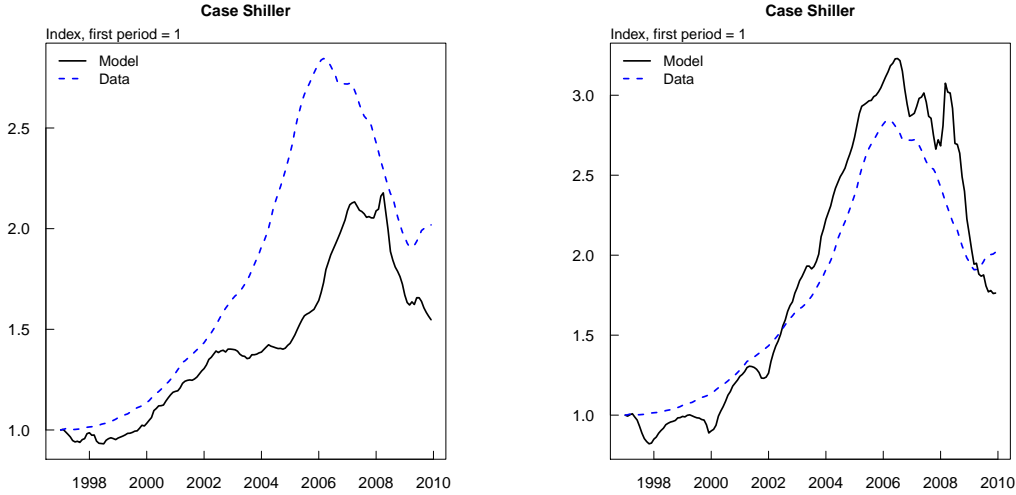 Case Shiller
Index, first period = 1
Model
Data
2.5
2.0
1.5
1.0
1998 2000 2002 2004 2006 2008 2010
Case Shiller
Index, first period = 1
Model
Data
3.0
2.5
2.0
1.5
1.0
1998 2000 2002 2004 2006 2008 2010